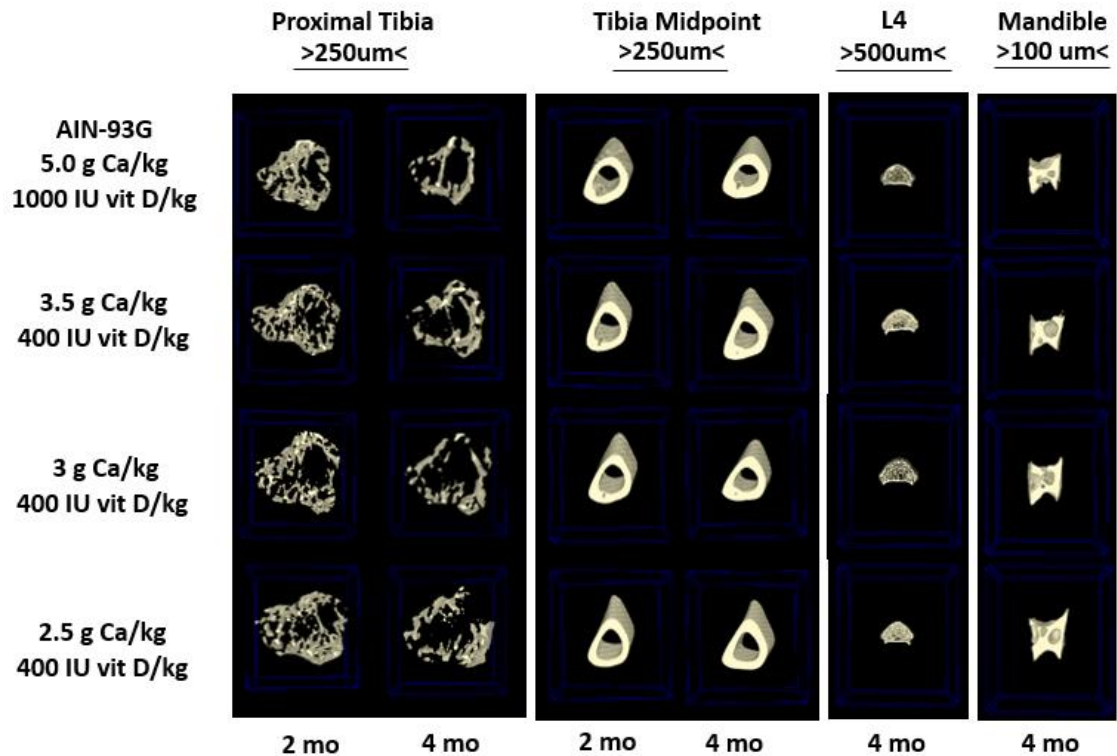 Proximal Tibia
>250um<
Tibia Midpoint
>250um<
L4
>500um<
Mandible
>100 um<
AIN-93G
5.0 g Ca/kg
1000 IU vit D/kg
3.5 g Ca/kg
400 IU vit D/kg
3 g Ca/kg
400 IU vit D/kg
2.5 g Ca/kg
400 IU vit D/kg
2 mo
4 mo
2 mo
4 mo
4 mo
4 mo